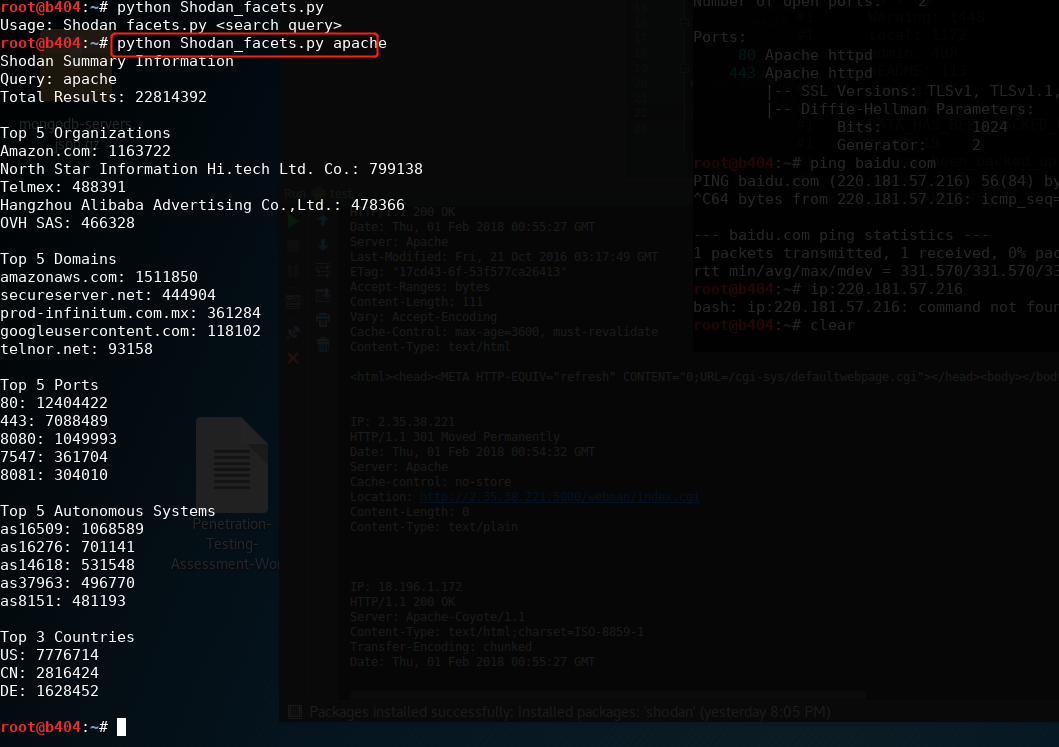 root@b404:~# python Shodan_facets.py
Usage: Shodan_facets.py <search query>
root@b404:~# python Shodan_facets.py apache
Shodan Summary Information
Query: apache
Total Results: 22814392
Top 5 Organizations
Amazon.com: 1163722
North Star Information Hi.tech Ltd. Co.: 799138
Telmex: 488391
Hangzhou Alibaba Advertising Co.,Ltd.: 478366
OVH SAS: 466328
Top 5 Domains
amazonaws.com: 1511850
secureserver.net: 444904
prod-infinitum.com.mx: 361284
googleusercontent.com: 118102
telnor.net: 93158
Top 5 Ports
80: 12404422
443: 7088489
8080: 1049993
7547: 361704
8081: 304010
Top 5 Autonomous Systems
as16509: 1068589
as16276: 701141
as14618: 531548
as37963: 496770
as8151: 481193
Top 3 Countries
US: 7776714
CN: 2816424
DE: 1628452
root@b404:~#
mongodb-servers
json.gz
Penetration-
Testing-
Assessment-Wo
Run test
HTTP/1.1 200 OK
Date: Thu, 01 Feb 2018 00:55:27 GMT
Server: Apache
Last-Modified: Fri, 21 Oct 2016 03:17:49 GMT
ETag: "17cd43-6f-53f577ca26413"
Accept-Ranges: bytes
Content-Length: 111
Vary: Accept-Encoding
Cache-Control: max-age=3600, must-revalidate
Content-Type: text/html
<html><head><META HTTP-EQUIV="refresh" CONTENT="0;URL=/cgi-sys/defaultwebpage.cgi"></head><body></bod
IP: 2.35.38.221
HTTP/1.1 301 Moved Permanently
Date: Thu, 01 Feb 2018 00:54:32 GMT
Server: Apache
Cache-control: no-store
Location: http://2.35.38.221:5000/webman/index.cgi
Content-Length: 0
Content-Type: text/plain
IP: 18.196.1.172
HTTP/1.1 200 OK
Server: Apache-Coyote/1.1
Content-Type: text/html;charset=ISO-8859-1
Transfer-Encoding: chunked
Date: Thu, 01 Feb 2018 00:55:27 GMT
Packages installed successfully: Installed packages: 'shodan' (yesterday 8:05 PM)
Number of open ports: 2
Ports:
80 Apache httpd
443 Apache httpd
|-- SSL Versions: TLSv1, TLSv1.1,
|-- Diffie-Hellman Parameters:
Bits: 1024
Generator: 2
root@b404:~# ping baidu.com
PING baidu.com (220.181.57.216) 56(84) by
^C64 bytes from 220.181.57.216: icmp_seq=
--- baidu.com ping statistics ---
1 packets transmitted, 1 received, 0% pac
rtt min/avg/max/mdev = 331.570/331.570/33
root@b404:~# ip:220.181.57.216
bash: ip:220.181.57.216: command not foun
root@b404:~# clear